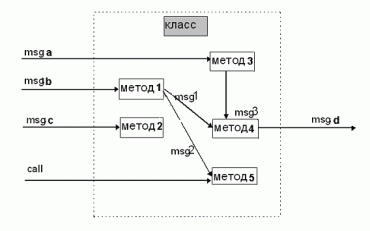 класс
msg a
метод 3
msg b
метод 1
msg1
msg3
msg c
метод 2
метод 4
msg d
msg2
call
метод 5